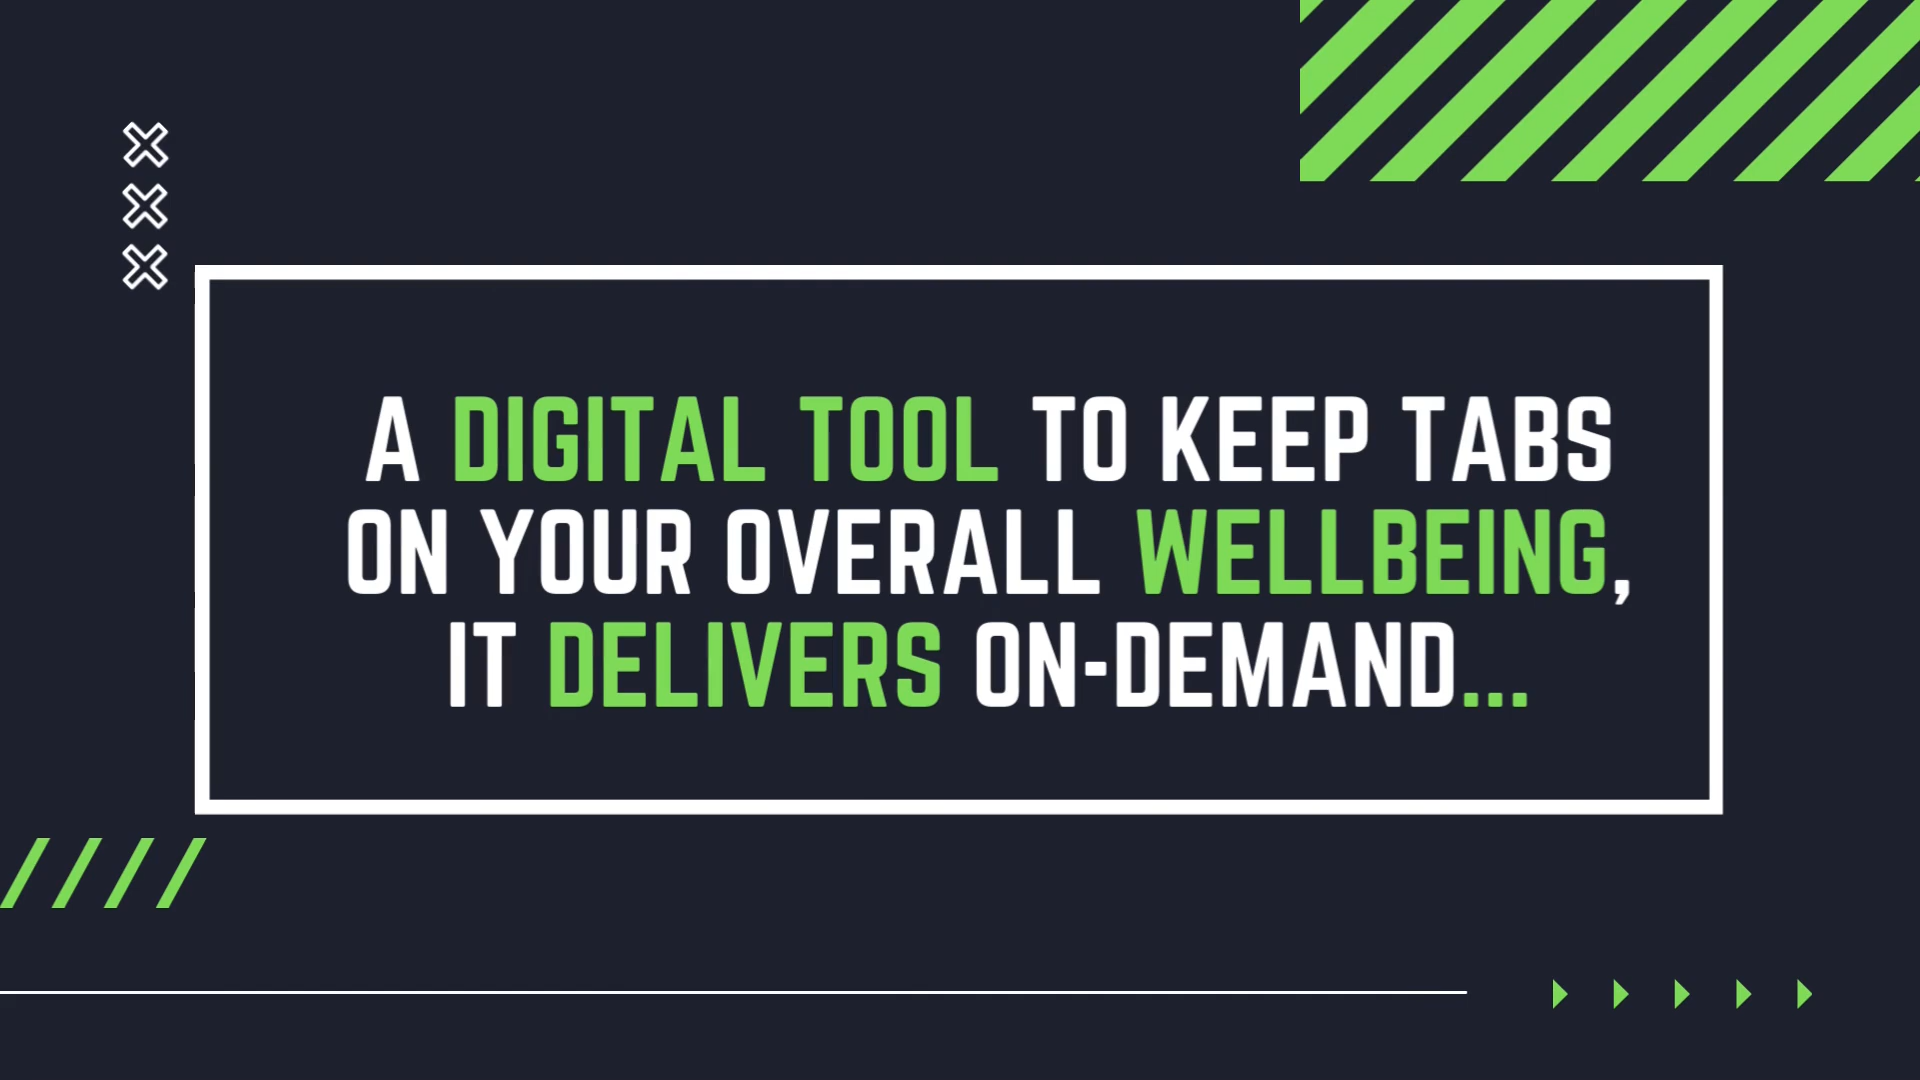 A DIGITAL TOOL TO KEEP TABS
ON YOUR OVERALL WELLBEING,
IT DELIVERS ON-DEMAND...